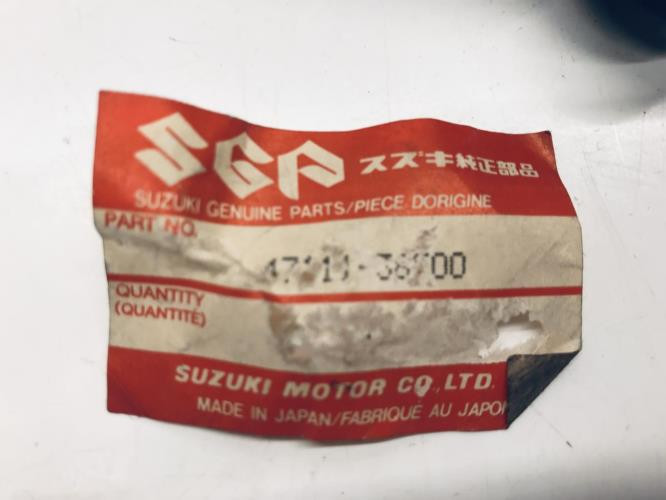 SGP スズキ純正部品
SUZUKI GENUINE PARTS/PIECE DORIGINE
PART NO.
QUANTITY
(QUANTITÉ)
SUZUKI MOTOR CO.,LTD.
MADE IN JAPAN/FABRIQUE AU